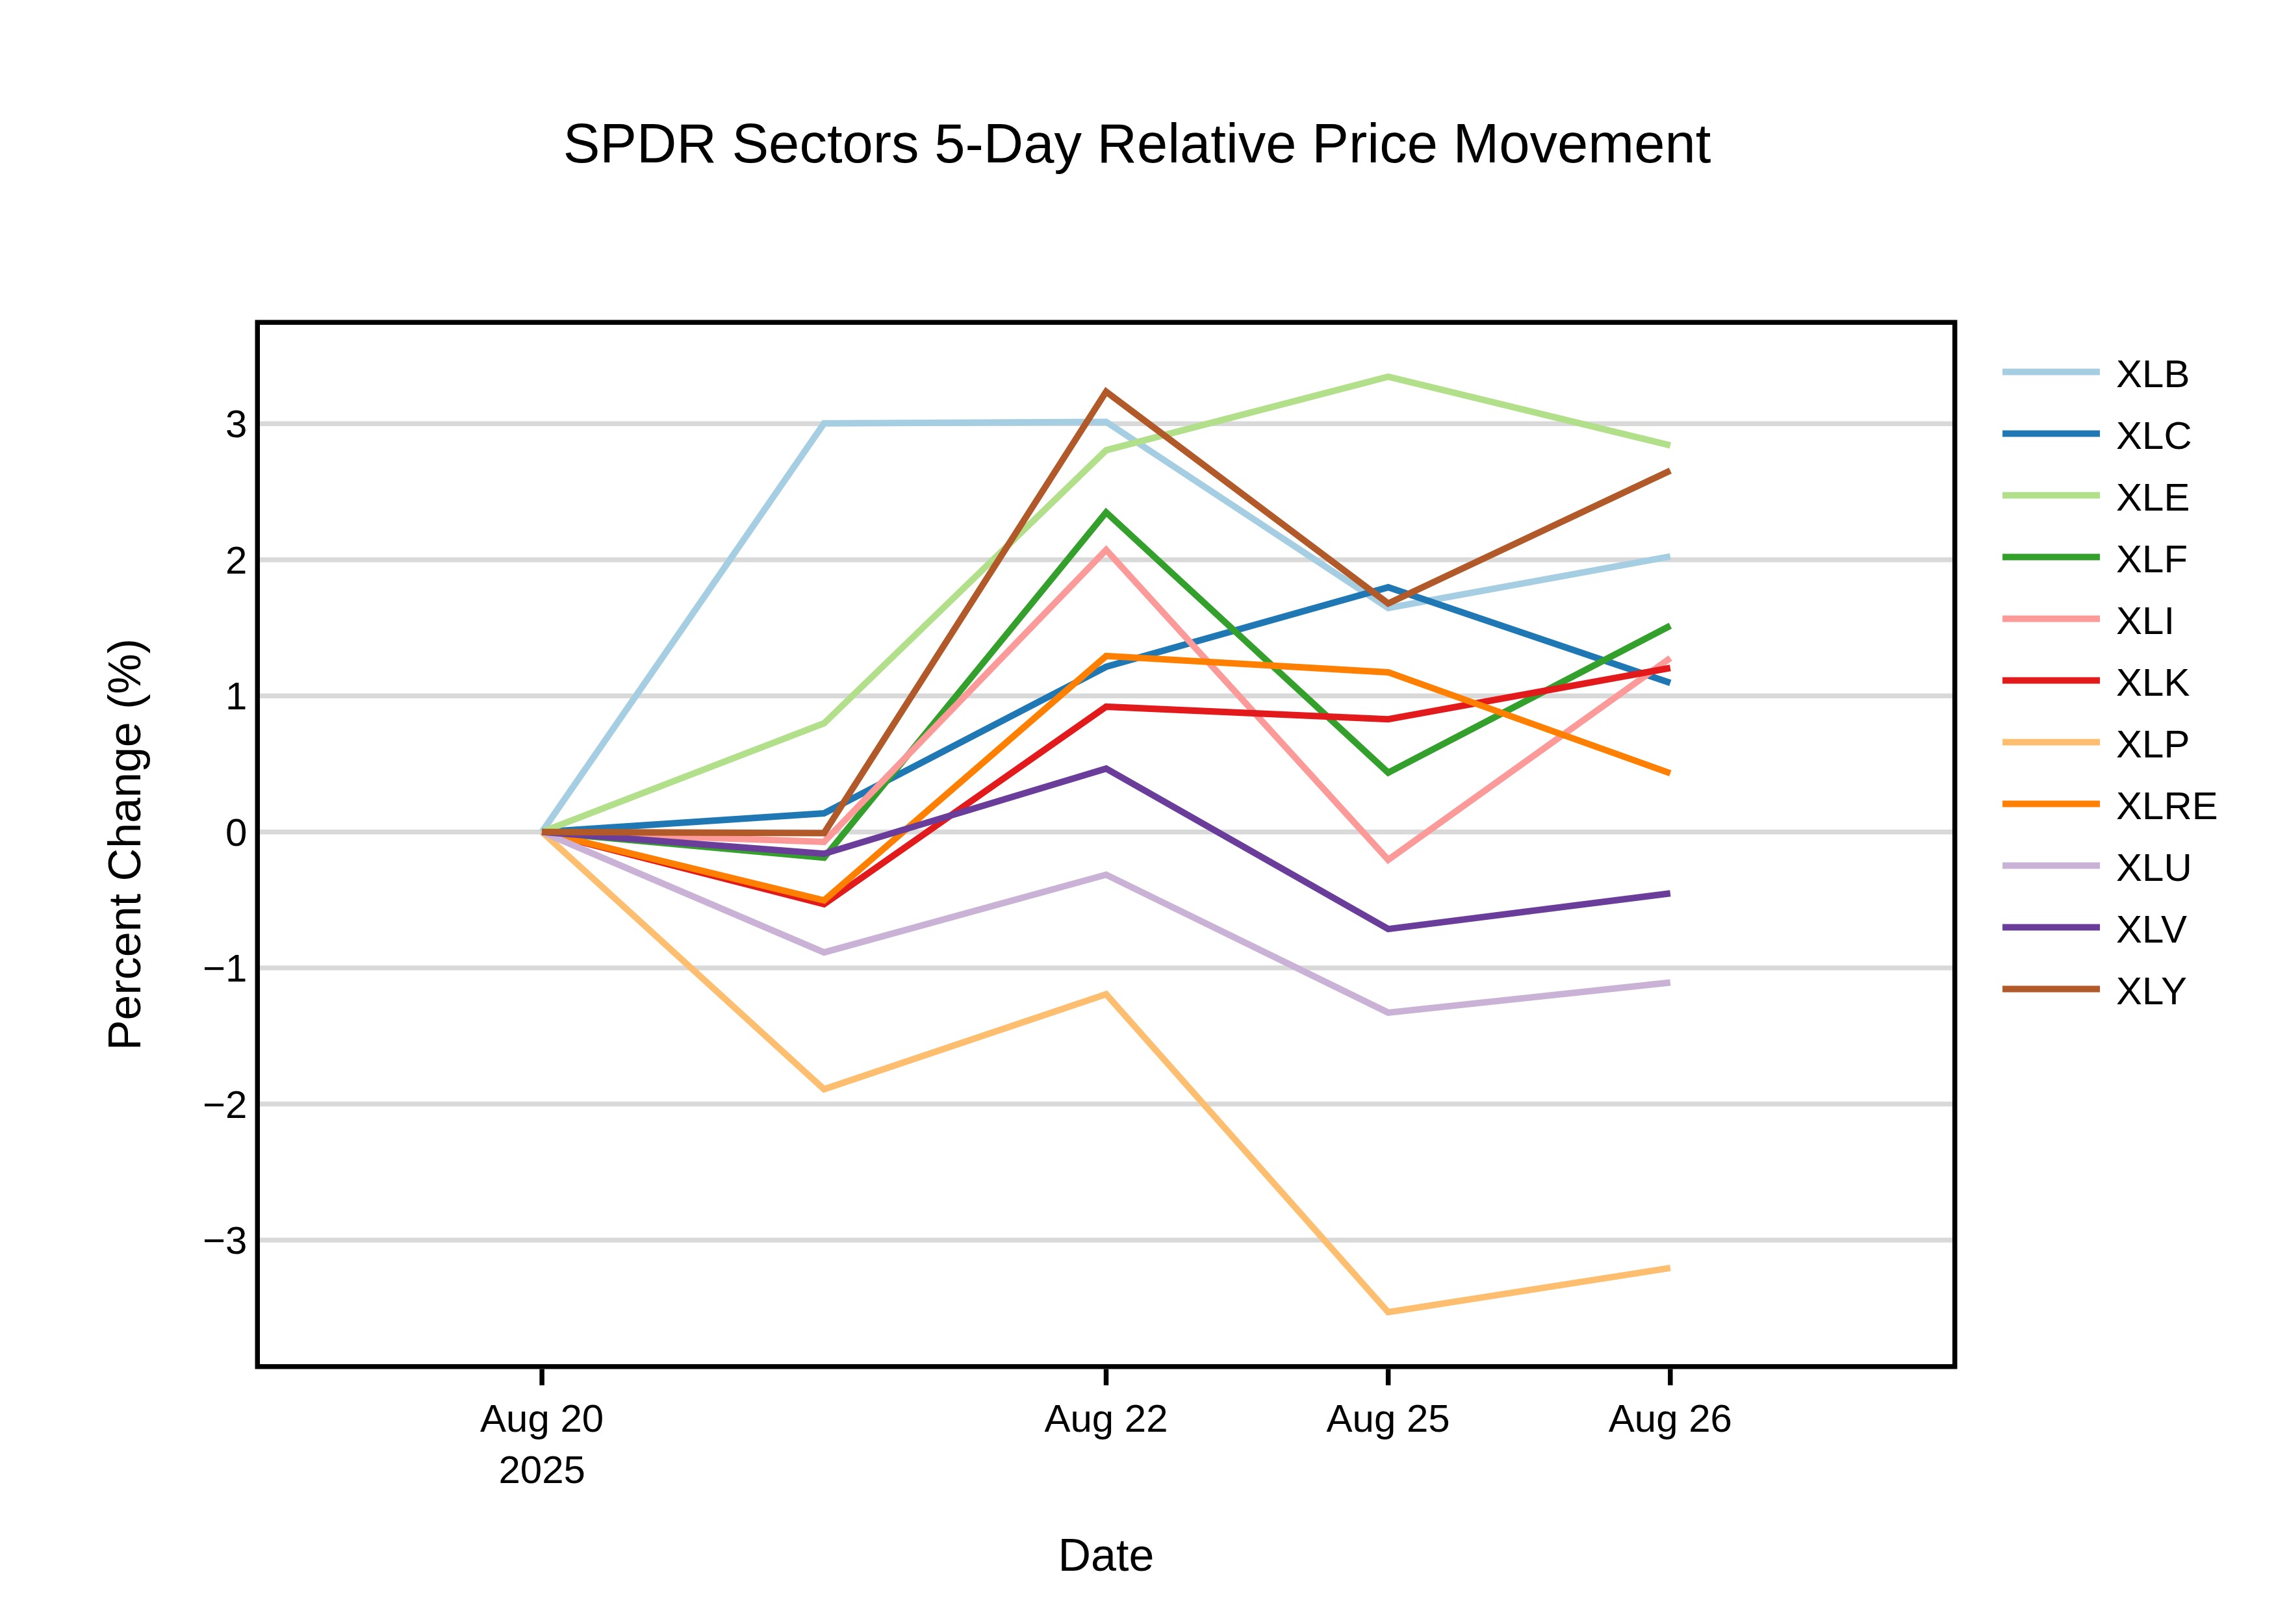 SPDR Sectors 5-Day Relative Price Movement
Percent Change (%)
3
2
1
0
−1
−2
−3
Aug 20
2025
Aug 22
Aug 25
Aug 26
Date
XLB
XLC
XLE
XLF
XLI
XLK
XLP
XLRE
XLU
XLV
XLY